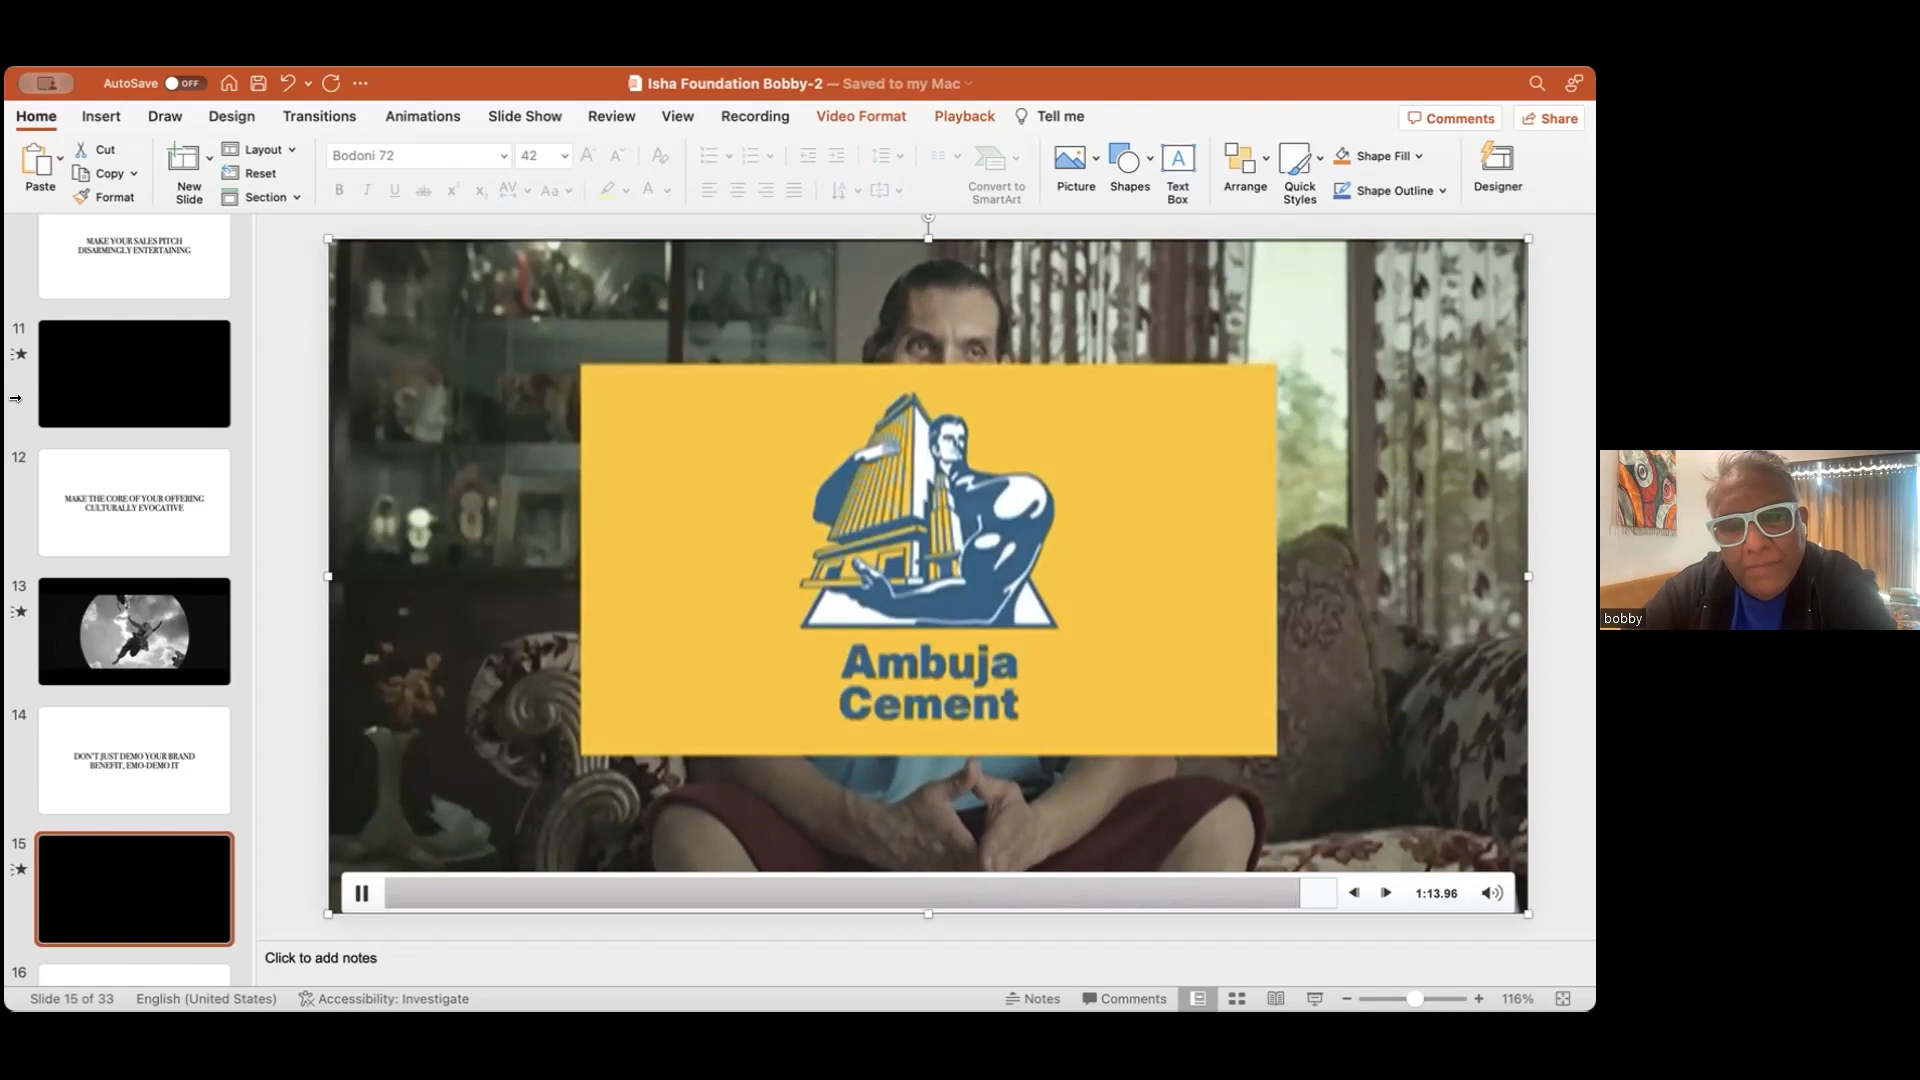 AutoSave OFF
Isha Foundation Bobby-2 — Saved to my Mac
Home Insert Draw Design Transitions Animations Slide Show Review View Recording Video Format Playback Tell me Comments Share
Paste
Cut
Copy
Format
New Slide
Layout
Reset
Section
Bodoni 72 42
Convert to SmartArt
Picture
Shapes
Text Box
Arrange
Quick Styles
Shape Fill
Shape Outline
Designer
MAKE YOUR SALES PITCH
DISARMINGLY ENTERTAINING
11
12
MAKE THE CORE OF YOUR OFFERING
CULTURALLY EVOCATIVE
13
14
DON'T JUST DEMO YOUR BRAND
BENEFIT, EMO-DEMO IT
15
16
Ambuja
Cement
1:13.96
Click to add notes
Slide 15 of 33 English (United States) Accessibility: Investigate Notes Comments 116%
bobby